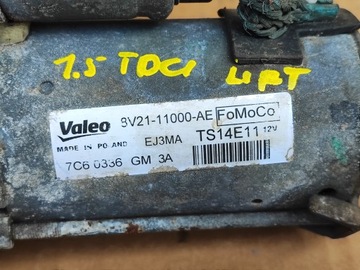 1.5 TDCI LIFT
Valeo 8V21-11000-AE FoMoCo
MADE IN POLAND EJ3MA TS14E11 12V
7C6 0336 GM 3A